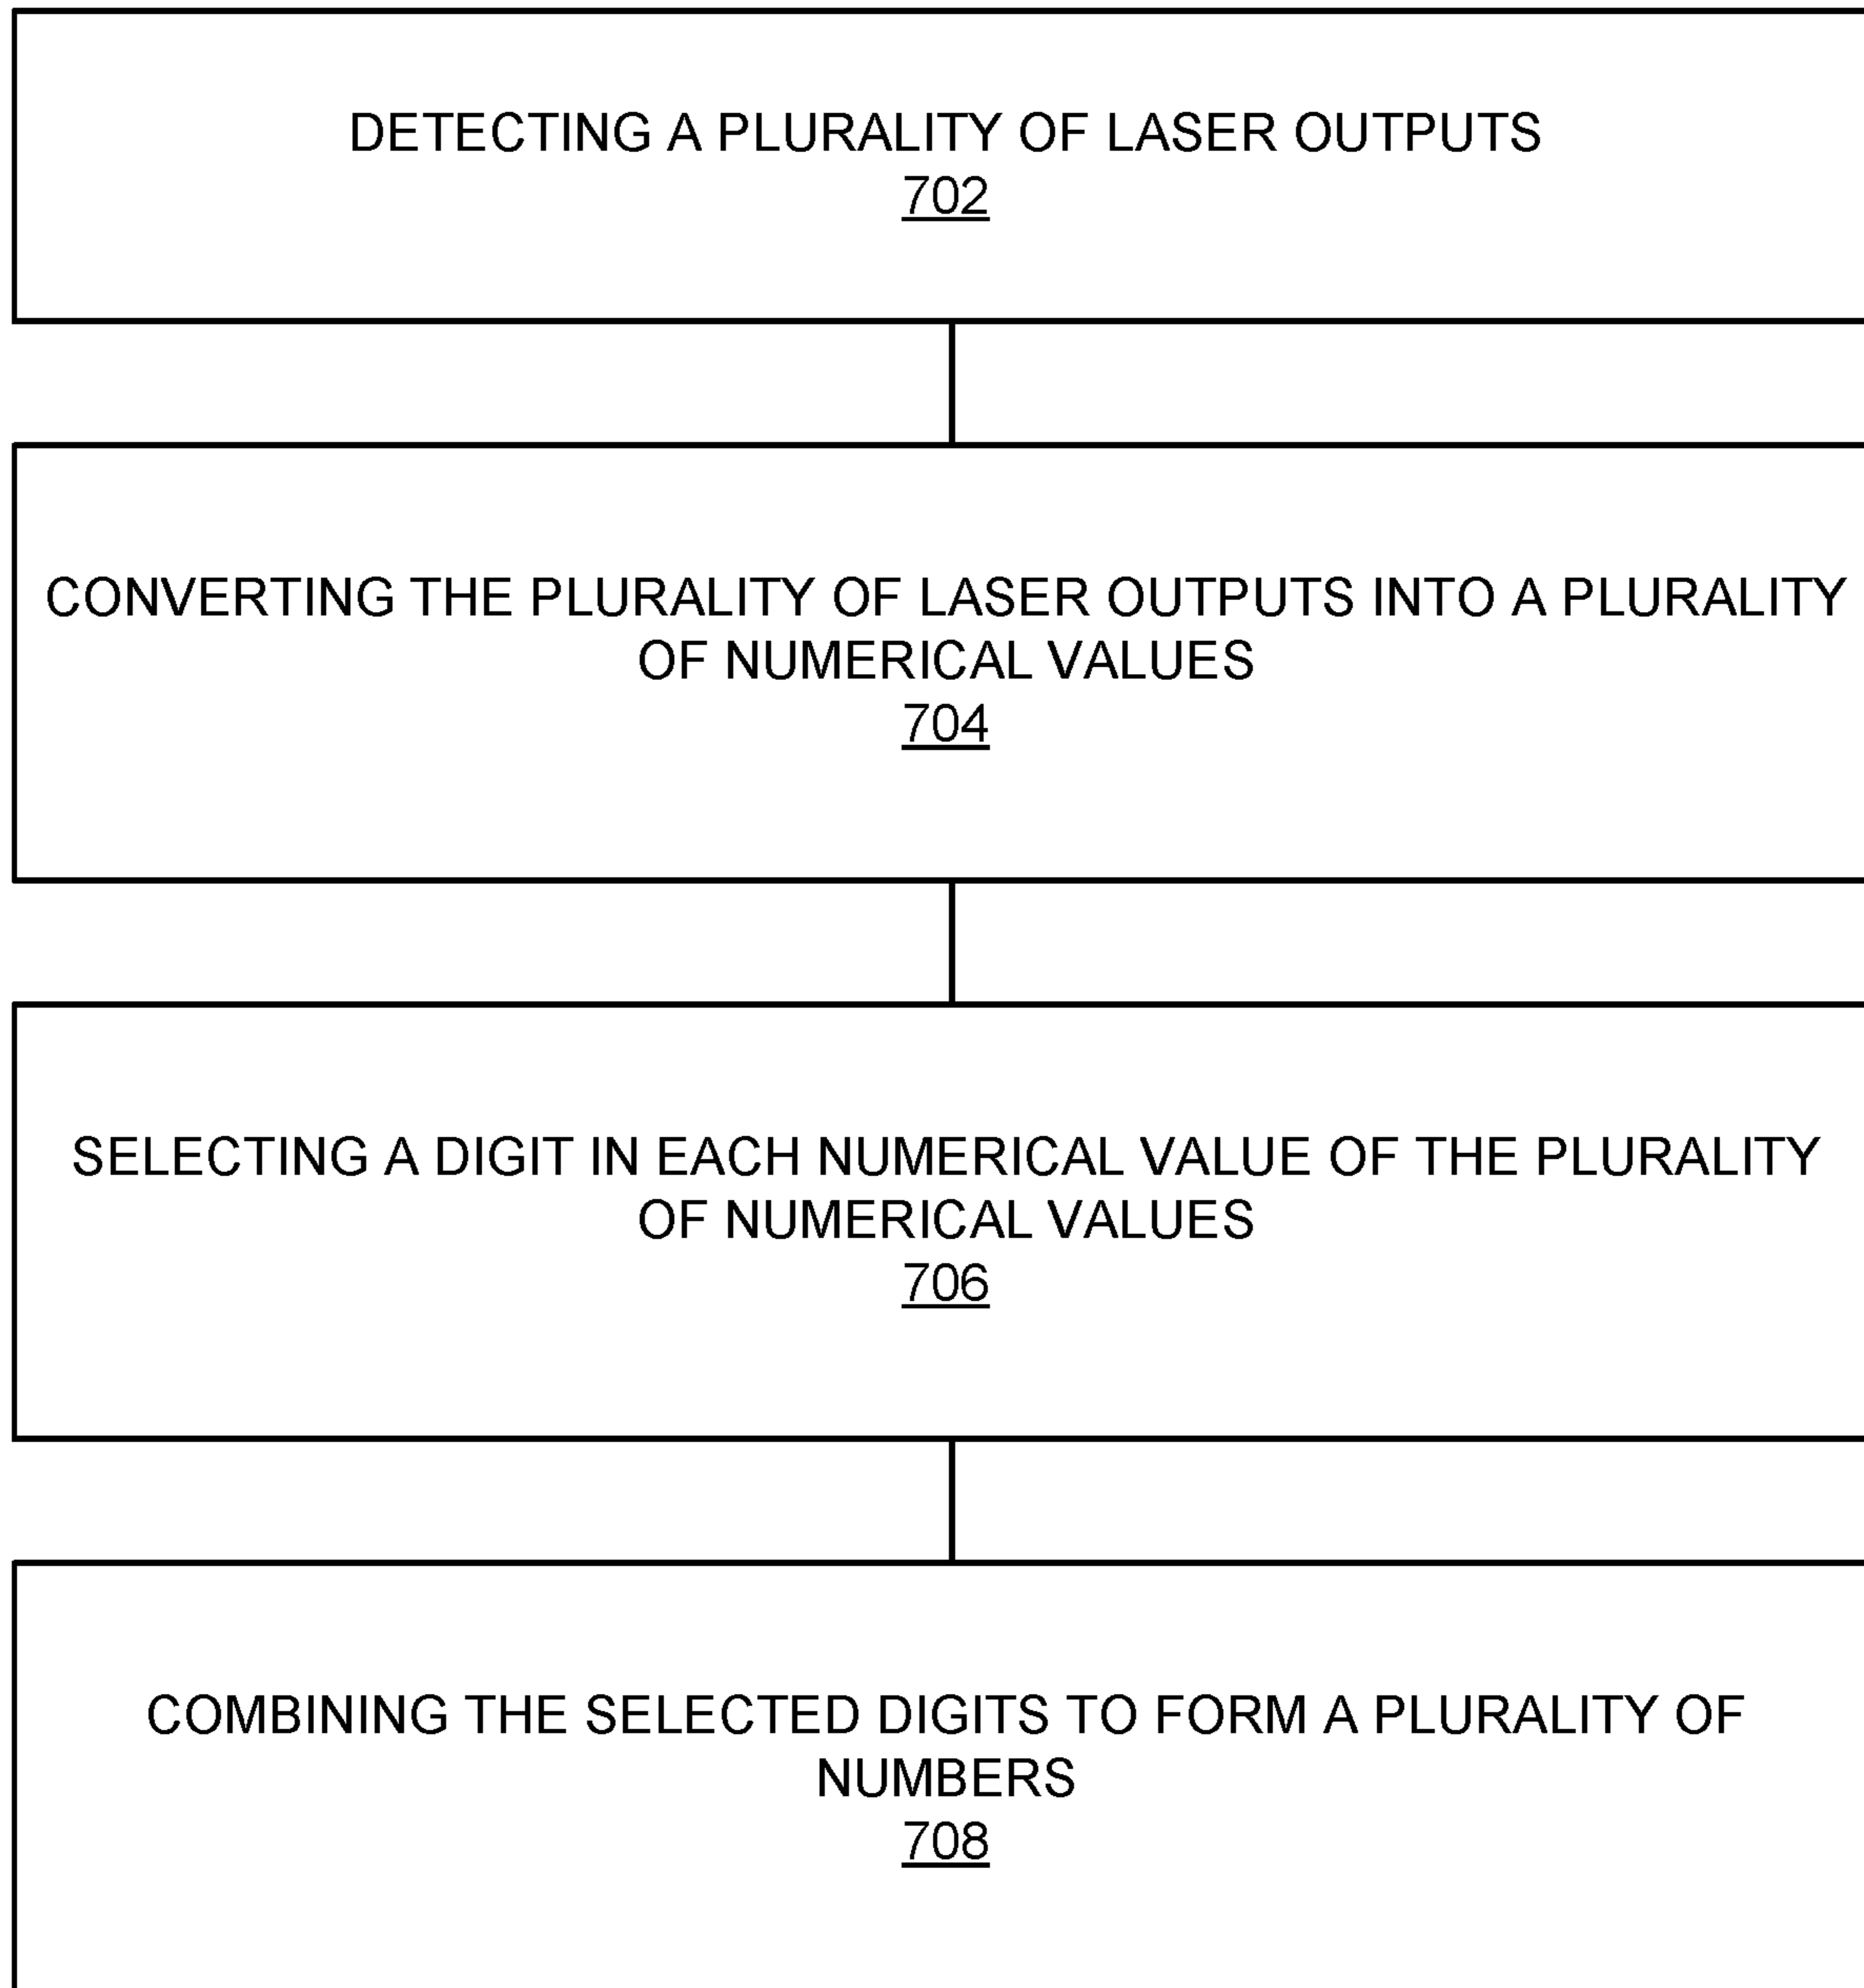 DETECTING A PLURALITY OF LASER OUTPUTS
702
CONVERTING THE PLURALITY OF LASER OUTPUTS INTO A PLURALITY
OF NUMERICAL VALUES
704
SELECTING A DIGIT IN EACH NUMERICAL VALUE OF THE PLURALITY
OF NUMERICAL VALUES
706
COMBINING THE SELECTED DIGITS TO FORM A PLURALITY OF
NUMBERS
708